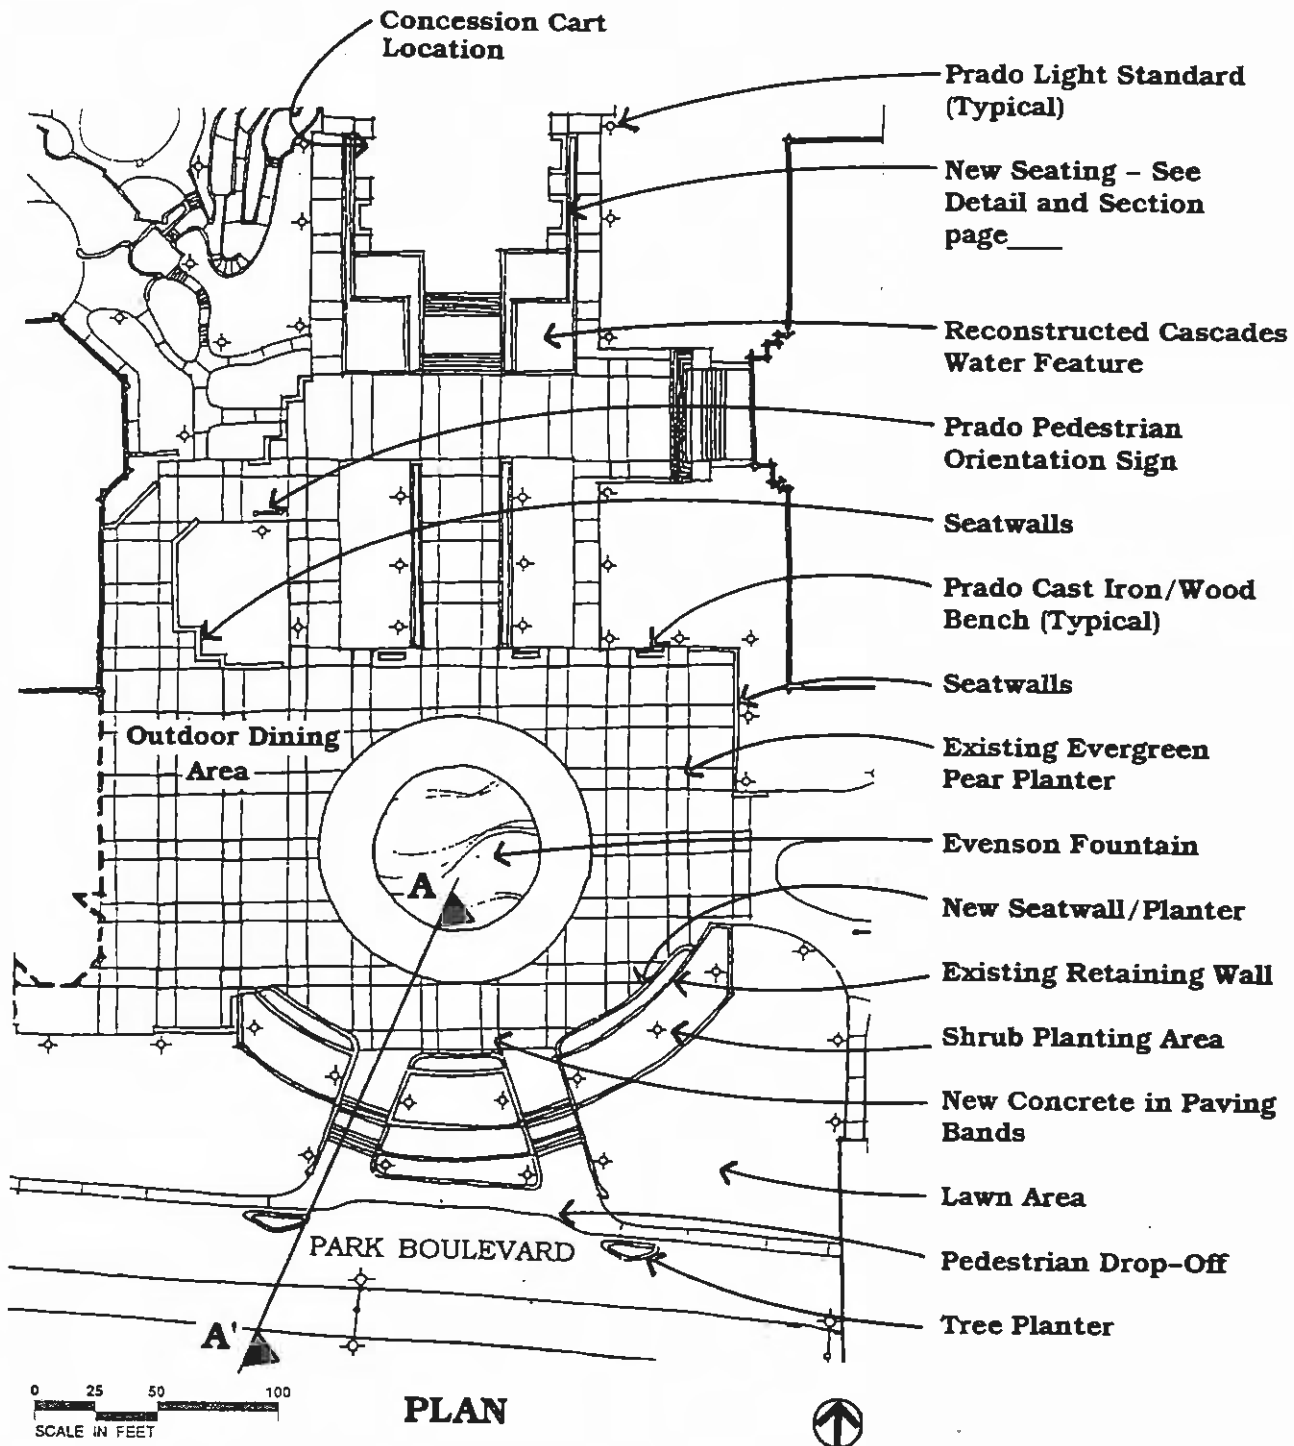 Concession Cart
Location
Prado Light Standard
(Typical)
New Seating – See
Detail and Section
page____
Reconstructed Cascades
Water Feature
Prado Pedestrian
Orientation Sign
Seatwalls
Prado Cast Iron/Wood
Bench (Typical)
Seatwalls
Outdoor Dining
Area
Existing Evergreen
Pear Planter
Evenson Fountain
A
New Seatwall/Planter
Existing Retaining Wall
Shrub Planting Area
New Concrete in Paving
Bands
Lawn Area
PARK BOULEVARD
Pedestrian Drop-Off
Tree Planter
A'
0 25 50 100
SCALE IN FEET
PLAN